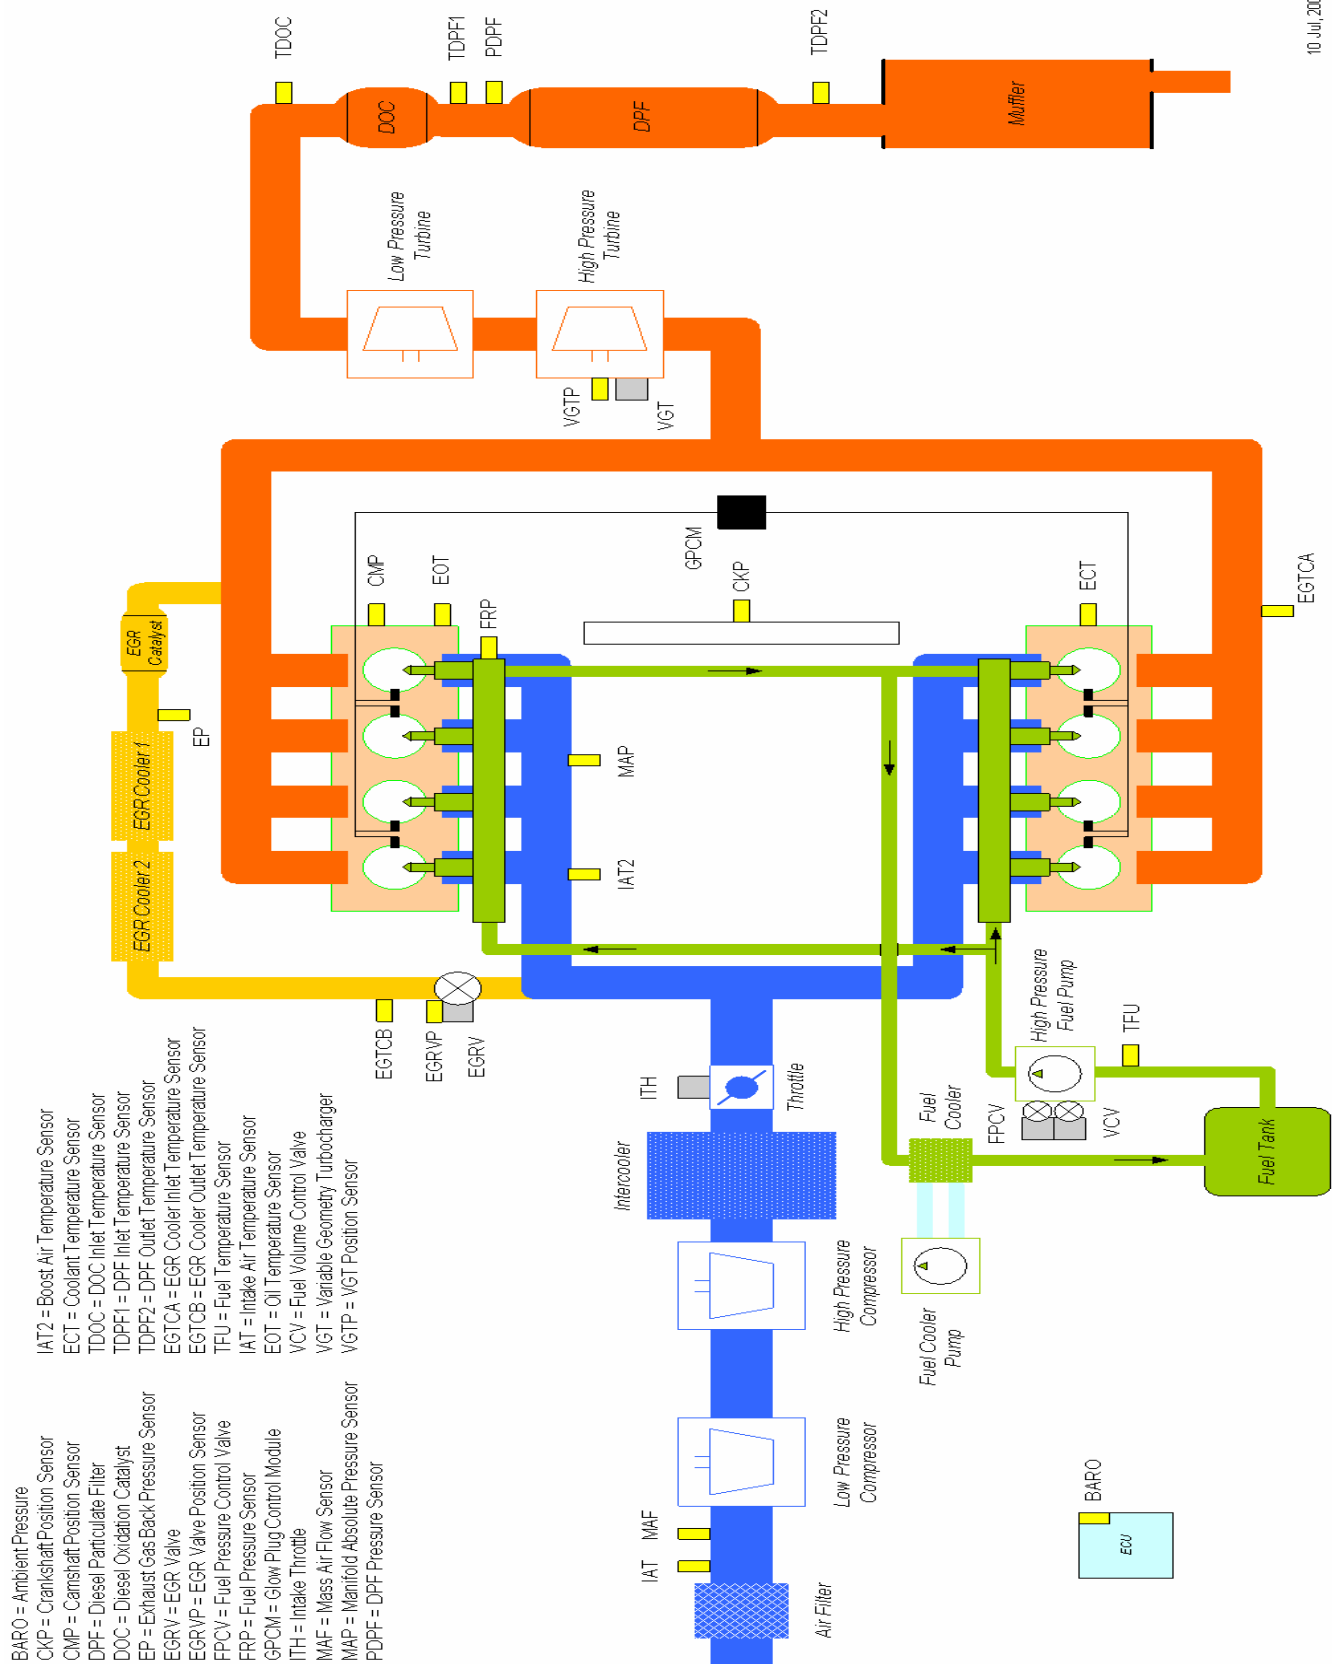 BARO = Ambient Pressure
CKP = Crankshaft Position Sensor
CMP = Camshaft Position Sensor
DPF = Diesel Particulate Filter
DOC = Diesel Oxidation Catalyst
EP = Exhaust Gas Back Pressure Sensor
EGRV = EGR Valve
EGRVP = EGR Valve Position Sensor
FPCV = Fuel Pressure Control Valve
FRP = Fuel Pressure Sensor
GPCM = Glow Plug Control Module
ITH = Intake Throttle
MAF = Mass Air Flow Sensor
MAP = Manifold Absolute Pressure Sensor
PDPF = DPF Pressure Sensor
IAT2 = Boost Air Temperature Sensor
ECT = Coolant Temperature Sensor
TDOC = DOC Inlet Temperature Sensor
TDPF1 = DPF Inlet Temperature Sensor
TDPF2 = DPF Outlet Temperature Sensor
EGTCA = EGR Cooler Inlet Temperature Sensor
EGTCB = EGR Cooler Outlet Temperature Sensor
TFU = Fuel Temperature Sensor
IAT = Intake Air Temperature Sensor
EOT = Oil Temperature Sensor
VCV = Fuel Volume Control Valve
VGT = Variable Geometry Turbocharger
VGTP = VGT Position Sensor
EGR Cooler 2
EGR Cooler 1
EGR
Catalyst
EP
TDOC
TDPF1
PDPF
TDPF2
DOC
DPF
Muffler
Low Pressure
Turbine
High Pressure
Turbine
VGTP
VGT
CMP
EOT
FRP
GPCM
CKP
ECT
EGTCA
EGTCB
EGRVP
EGRV
IAT2
MAP
ITH
Throttle
Intercooler
High Pressure
Compressor
Low Pressure
Compressor
IAT
MAF
Air Filter
Fuel
Cooler
Fuel Cooler
Pump
FPCV
VCV
High Pressure
Fuel Pump
TFU
Fuel Tank
BARO
ECU
10 Jul,